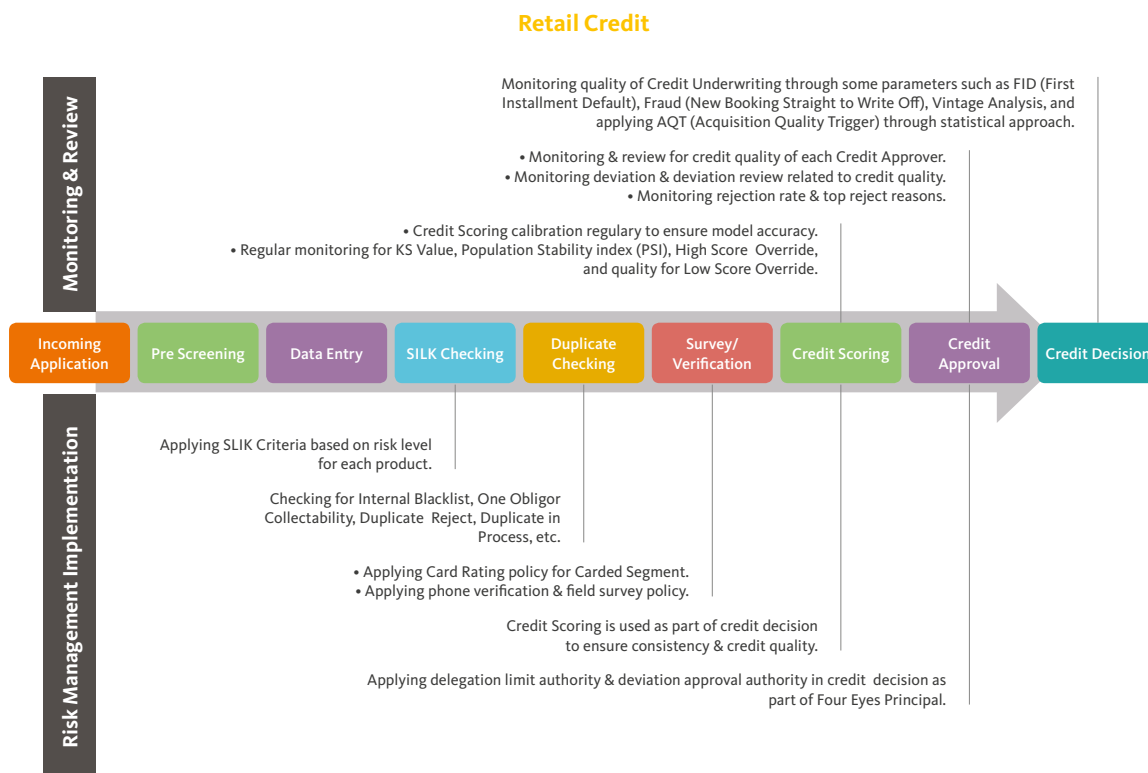 Retail Credit
Monitoring & Review
Monitoring quality of Credit Underwriting through some parameters such as FID (First
Installment Default), Fraud (New Booking Straight to Write Off), Vintage Analysis, and
applying AQT (Acquisition Quality Trigger) through statistical approach.
• Monitoring & review for credit quality of each Credit Approver.
• Monitoring deviation & deviation review related to credit quality.
• Monitoring rejection rate & top reject reasons.
• Credit Scoring calibration regulary to ensure model accuracy.
• Regular monitoring for KS Value, Population Stability index (PSI), High Score Override,
and quality for Low Score Override.
Incoming
Application
Pre Screening
Data Entry
SILK Checking
Duplicate
Checking
Survey/
Verification
Credit Scoring
Credit
Approval
Credit Decision
Risk Management Implementation
Applying SLIK Criteria based on risk level
for each product.
Checking for Internal Blacklist, One Obligor
Collectability, Duplicate Reject, Duplicate in
Process, etc.
• Applying Card Rating policy for Carded Segment.
• Applying phone verification & field survey policy.
Credit Scoring is used as part of credit decision
to ensure consistency & credit quality.
Applying delegation limit authority & deviation approval authority in credit decision as
part of Four Eyes Principal.